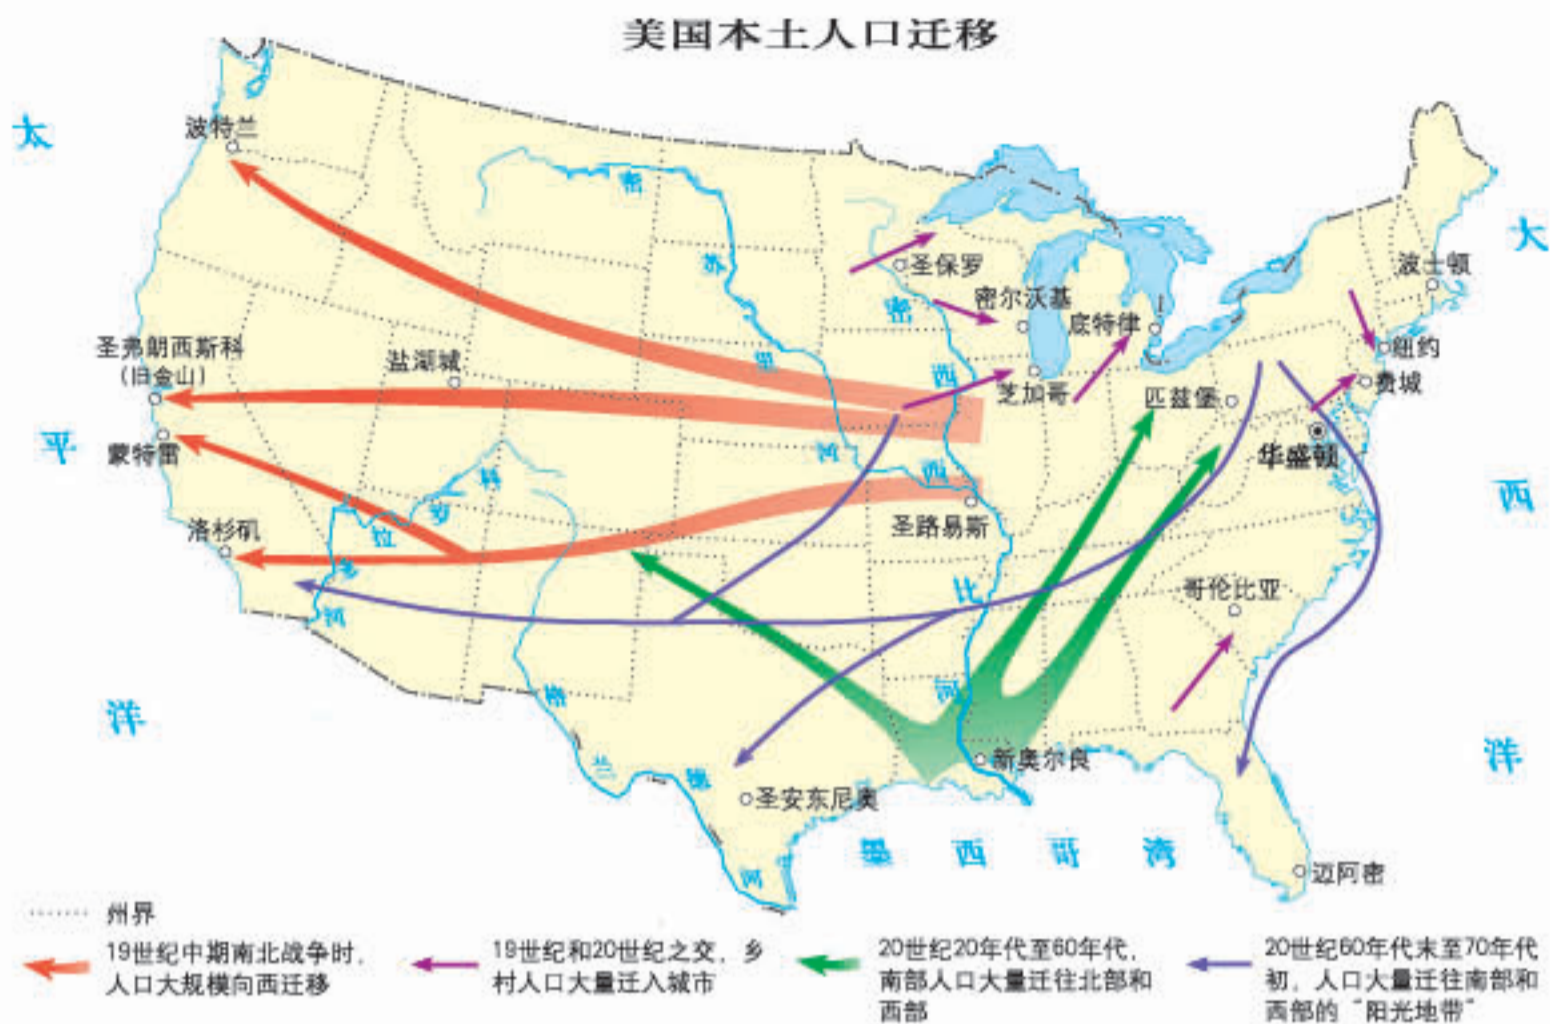 美国本土人口迁移
太
平
洋
大
西
洋
波特兰
密
苏
里
河
密
西
西
比
河
圣保罗
密尔沃基
底特律
波士顿
纽约
费城
芝加哥
匹兹堡
华盛顿
圣弗朗西斯科
(旧金山)
盐湖城
蒙特雷
洛杉矶
科
罗
拉
多
河
圣路易斯
哥伦比亚
格
兰
德
河
新奥尔良
圣安东尼奥
墨 西 哥 湾
迈阿密
州界
19世纪中期南北战争时,
人口大规模向西迁移
19世纪和20世纪之交, 乡
村人口大量迁入城市
20世纪20年代至60年代,
南部人口大量迁往北部和
西部
20世纪60年代末至70年代
初, 人口大量迁往南部和
西部的“阳光地带”